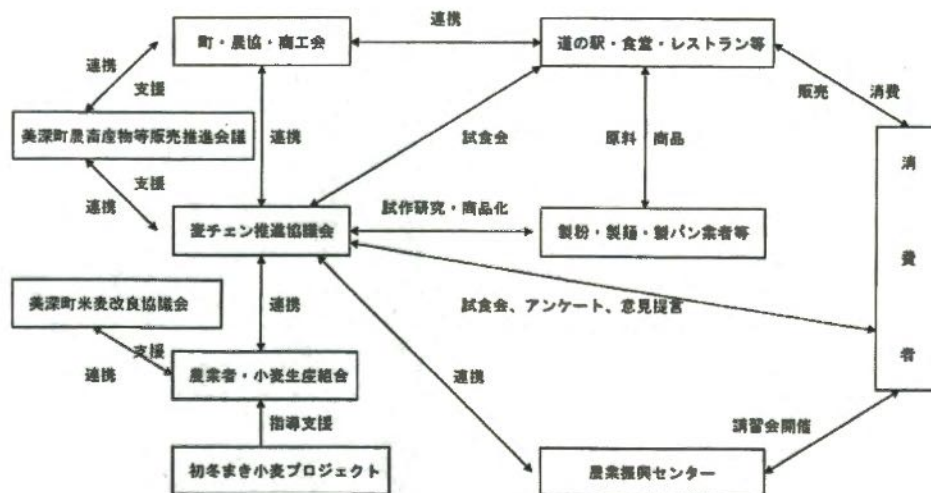 連携
町・農協・商工会
道の駅・食堂・レストラン等
連携
支援
販売 消費
美深町農畜産物等販売推進会議
連携
試食会
原料 商品
支援
連携
試作研究・商品化
麦チェン推進協議会
製粉・製麺・製パン業者等
消費者
美深町米麦改良協議会
連携
試食会、アンケート、意見提言
支援
連携
農業者・小麦生産組合
連携
指導支援
講習会開催
初冬まき小麦プロジェクト
農業振興センター